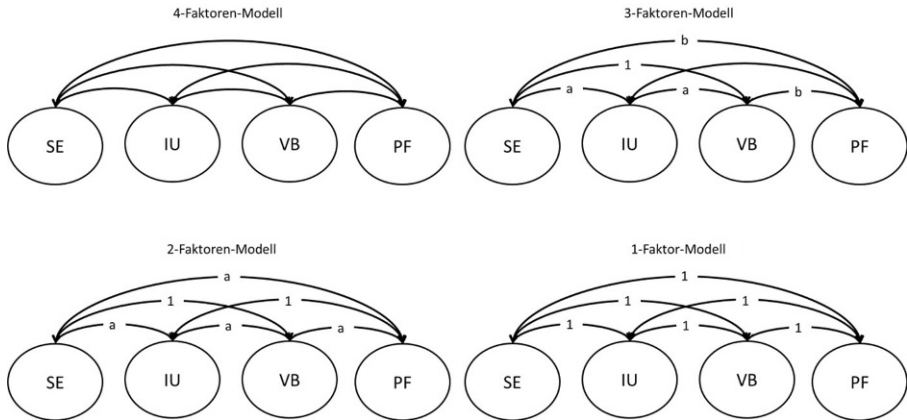 4-Faktoren-Modell
SE
IU
VB
PF
3-Faktoren-Modell
b
1
a
a
b
SE
IU
VB
PF
2-Faktoren-Modell
a
1
1
a
a
a
SE
IU
VB
PF
1-Faktor-Modell
1
1
1
1
1
1
SE
IU
VB
PF